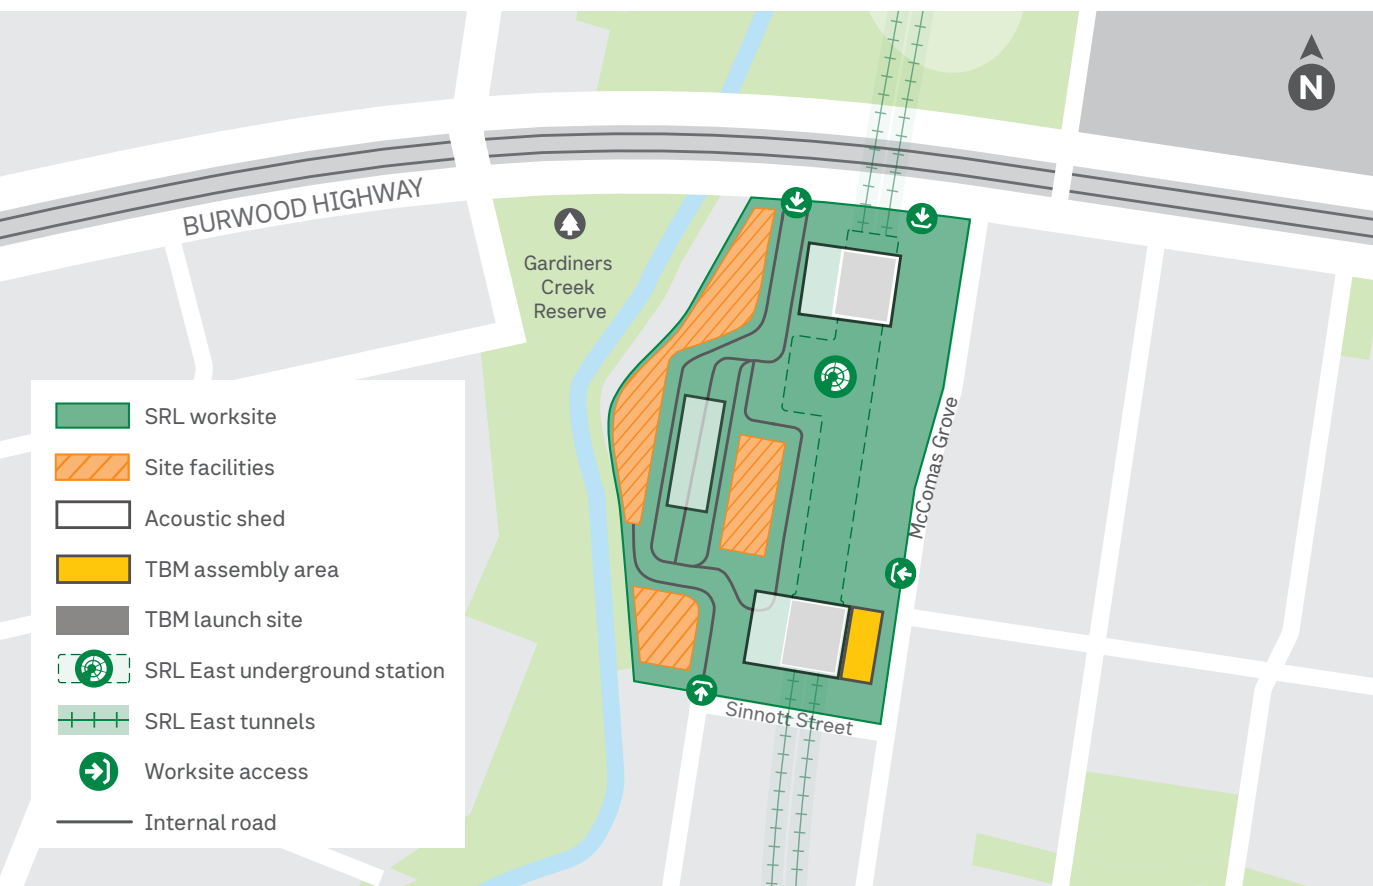 N
BURWOOD HIGHWAY
Gardiners
Creek
Reserve
McComas Grove
Sinnott Street
SRL worksite
Site facilities
Acoustic shed
TBM assembly area
TBM launch site
SRL East underground station
SRL East tunnels
Worksite access
Internal road